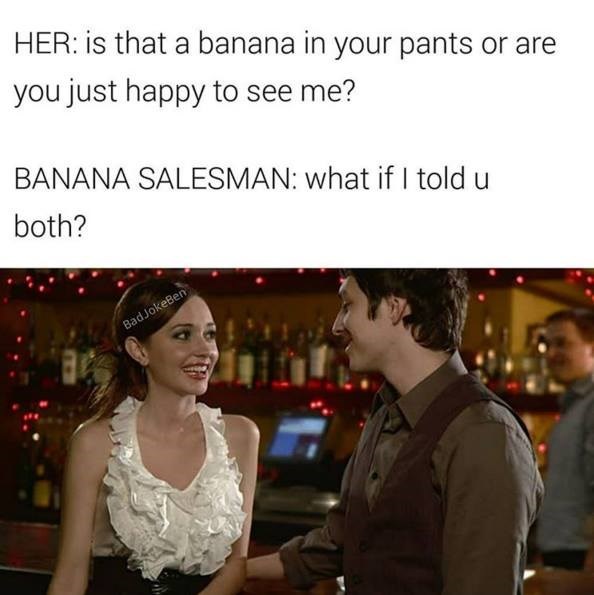 HER: is that a banana in your pants or are
you just happy to see me?
BANANA SALESMAN: what if I told u
both?
BadJokeBen